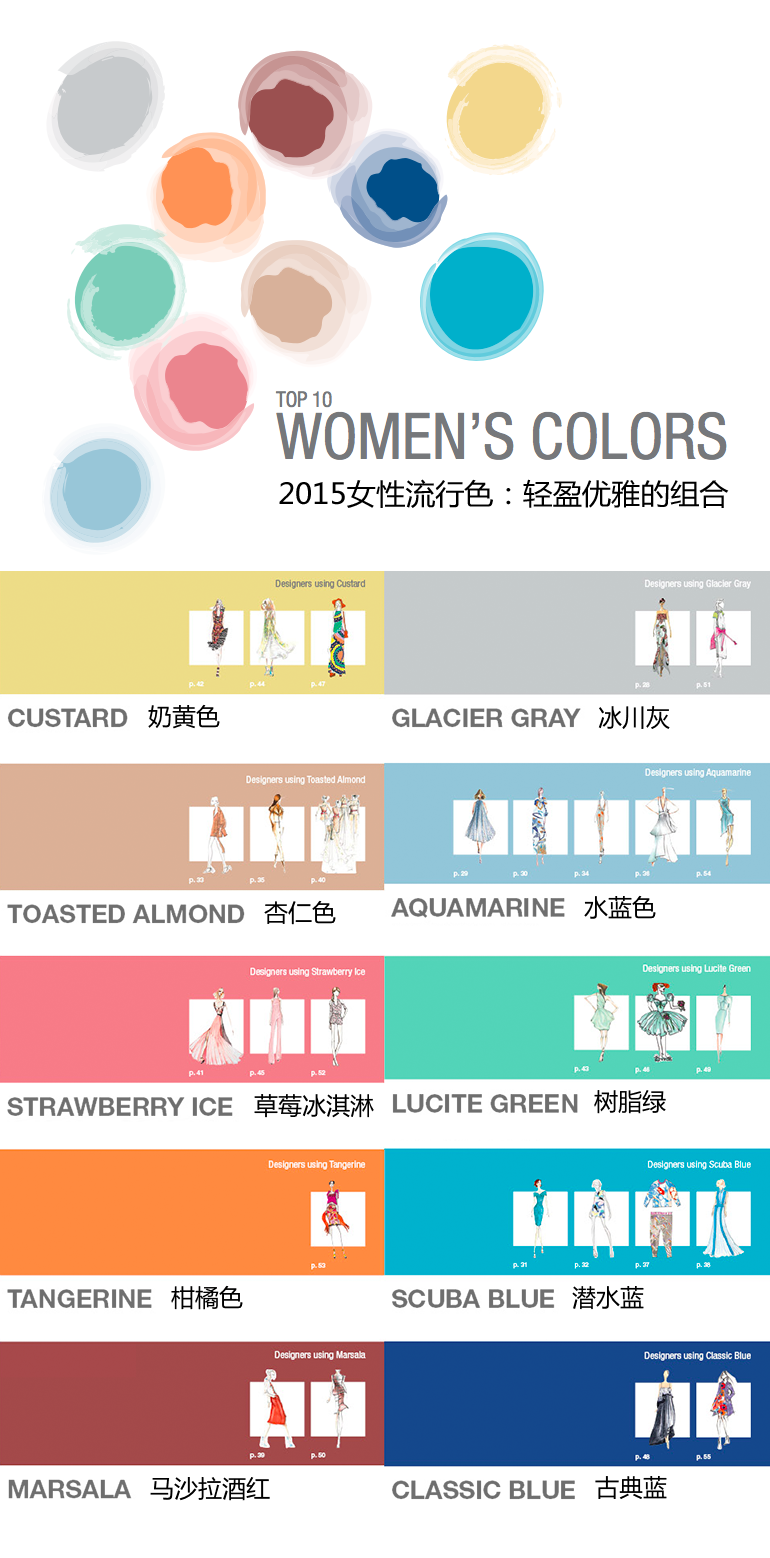 TOP 10
WOMEN'S COLORS
2015女性流行色：轻盈优雅的组合
Designers using Custard
p. 42 p. 44 p. 47
CUSTARD 奶黄色
Designers using Glacier Gray
p. 28 p. 51
GLACIER GRAY 冰川灰
Designers using Toasted Almond
p. 33 p. 35 p. 40
TOASTED ALMOND 杏仁色
Designers using Aquamarine
p. 29 p. 30 p. 34 p. 36 p. 54
AQUAMARINE 水蓝色
Designers using Strawberry Ice
p. 41 p. 45 p. 52
STRAWBERRY ICE 草莓冰淇淋
Designers using Lucite Green
p. 43 p. 46 p. 49
LUCITE GREEN 树脂绿
Designers using Tangerine
p. 53
TANGERINE 柑橘色
Designers using Scuba Blue
p. 31 p. 32 p. 37 p. 38
SCUBA BLUE 潜水蓝
Designers using Marsala
p. 39 p. 50
MARSALA 马沙拉酒红
Designers using Classic Blue
p. 48 p. 55
CLASSIC BLUE 古典蓝